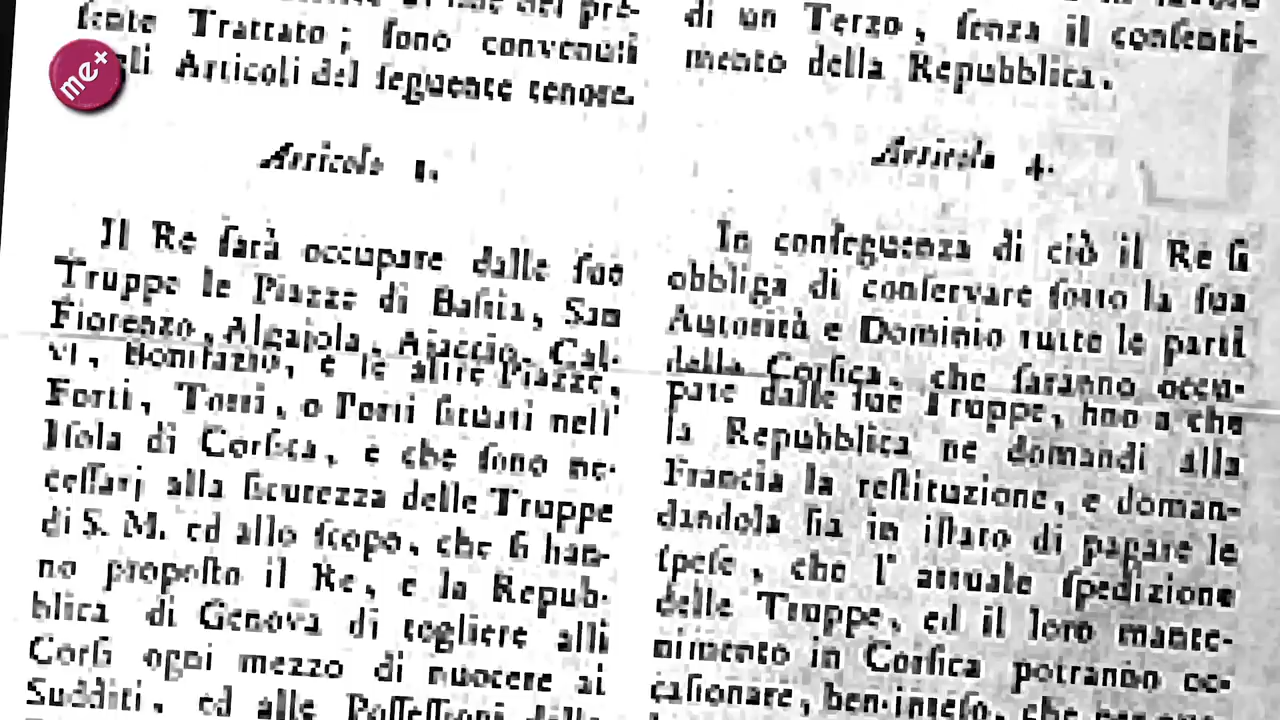 me+
sente Trattato; sono convenuti
gli Articoli del seguente tenore.
Articolo 1.
Il Re farà occupare dalle sue
Truppe le Piazze di Bastia, San
Fiorenzo, Algaiola, Ajaccio, Cal-
vi, Bonifazio, e le altre Piazze,
Forti, Torri, o Porti situati nell'
Isola di Corsica, e che sono ne-
cessarj alla sicurezza delle Truppe
di S. M. ed allo scopo, che si han-
no proposto il Re, e la Repub-
blica di Genova di togliere alli
Corsi ogni mezzo di nuocere ai
Sudditi, ed alle Possessioni della
di un Terzo, senza il consenti-
mento della Repubblica.
Articolo 4.
In conseguenza di ciò il Re si
obbliga di conservare sotto la sua
Autorità e Dominio tutte le parti
della Corsica, che saranno occu-
pate dalle sue Truppe, fino a che
la Repubblica ne domandi alla
Francia la restituzione, e doman-
dandola sia in istato di pagare le
spese, che l' attuale spedizione
delle Truppe, ed il loro mante-
nimento in Corsica potranno oc-
casionare, ben-inteso, che